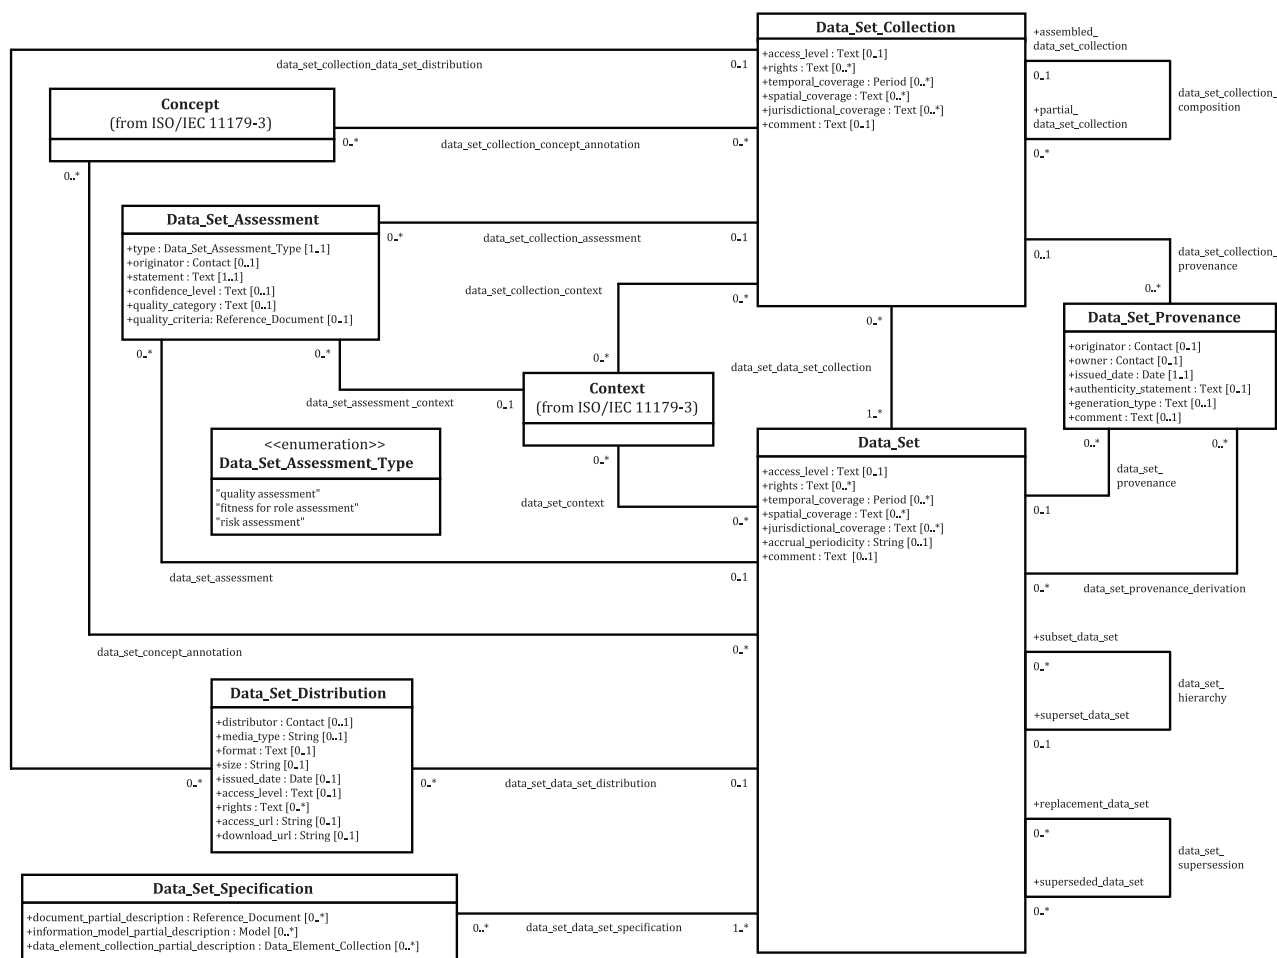 Data_Set_Collection
+access_level : Text [0..1]
+rights : Text [0..*]
+temporal_coverage : Period [0..*]
+spatial_coverage : Text [0..*]
+jurisdictional_coverage : Text [0..*]
+comment : Text [0..1]
+assembled_
data_set_collection
0..1
+partial_
data_set_collection
0..*
data_set_collection_
composition
data_set_collection_data_set_distribution
0..1
Concept
(from ISO/IEC 11179-3)
0..*
data_set_collection_concept_annotation
0..*
0..*
Data_Set_Assessment
+type : Data_Set_Assessment_Type [1..1]
+originator : Contact [0..1]
+statement : Text [1..1]
+confidence_level : Text [0..1]
+quality_category : Text [0..1]
+quality_criteria: Reference_Document [0..1]
0..*
data_set_collection_assessment
0..1
0..1
data_set_collection_
provenance
0..*
data_set_collection_context
0..*
0..*
Data_Set_Provenance
+originator : Contact [0..1]
+owner : Contact [0..1]
+issued_date : Date [1..1]
+authenticity_statement : Text [0..1]
+generation_type : Text [0..1]
+comment : Text [0..1]
0..*
0..*
0..*
data_set_data_set_collection
1..*
0..*
0..*
data_set_assessment _context
0..1
Context
(from ISO/IEC 11179-3)
0..*
data_set_context
0..*
<<enumeration>>
Data_Set_Assessment_Type
"quality assessment"
"fitness for role assessment"
"risk assessment"
Data_Set
+access_level : Text [0..1]
+rights : Text [0..*]
+temporal_coverage : Period [0..*]
+spatial_coverage : Text [0..*]
+jurisdictional_coverage : Text [0..*]
+accrual_periodicity : String [0..1]
+comment : Text [0..1]
data_set_
provenance
0..1
data_set_assessment
0..1
0..*
data_set_provenance_derivation
data_set_concept_annotation
0..*
+subset_data_set
0..*
data_set_
hierarchy
+superset_data_set
0..1
Data_Set_Distribution
+distributor : Contact [0..1]
+media_type : String [0..1]
+format : Text [0..1]
+size : String [0..1]
+issued_date : Date [0..1]
+access_level : Text [0..1]
+rights : Text [0..*]
+access_url : String [0..1]
+download_url : String [0..1]
0..*
0..*
data_set_data_set_distribution
0..1
+replacement_data_set
0..*
data_set_
supersession
+superseded_data_set
0..*
Data_Set_Specification
+document_partial_description : Reference_Document [0..*]
+information_model_partial_description : Model [0..*]
+data_element_collection_partial_description : Data_Element_Collection [0..*]
0..*
data_set_data_set_specification
1..*